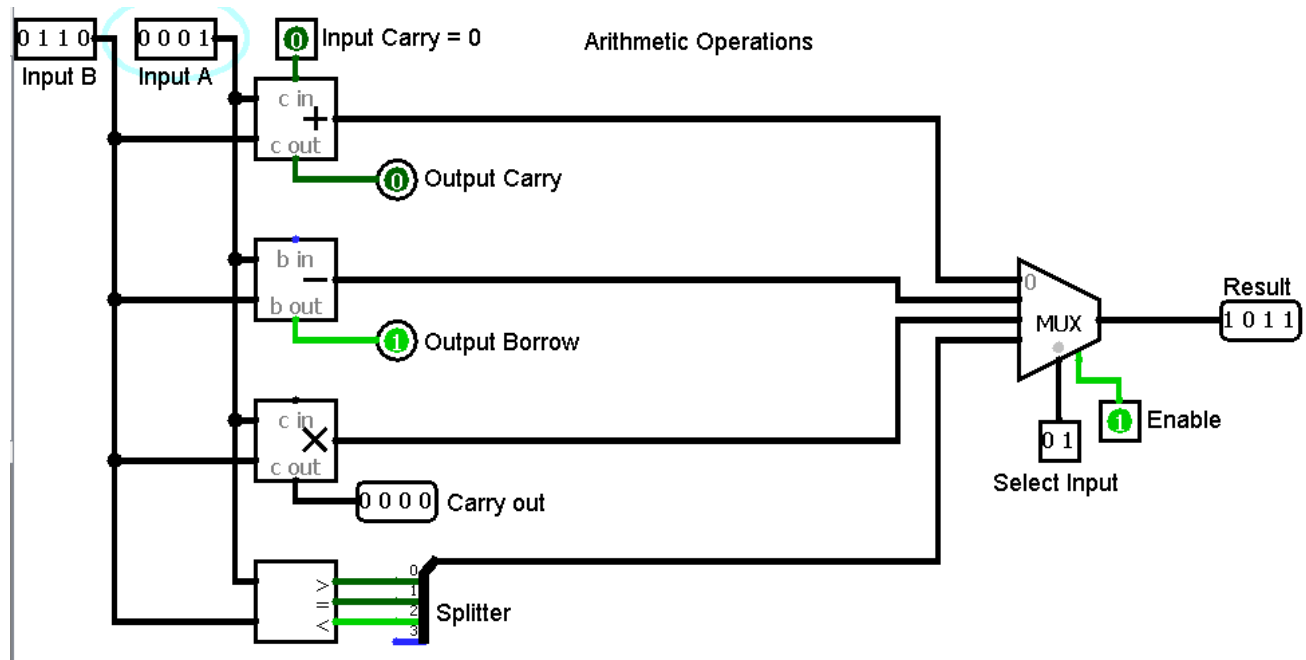 0 1 1 0
0 0 0 1
0
Input Carry = 0
Arithmetic Operations
Input B
Input A
c in
+
c out
0
Output Carry
b in
−
b out
1
Output Borrow
0
MUX
Result
1 0 1 1
1
Enable
0 1
Select Input
c in
×
c out
0 0 0 0
Carry out
>
=
<
0
1
2
3
Splitter